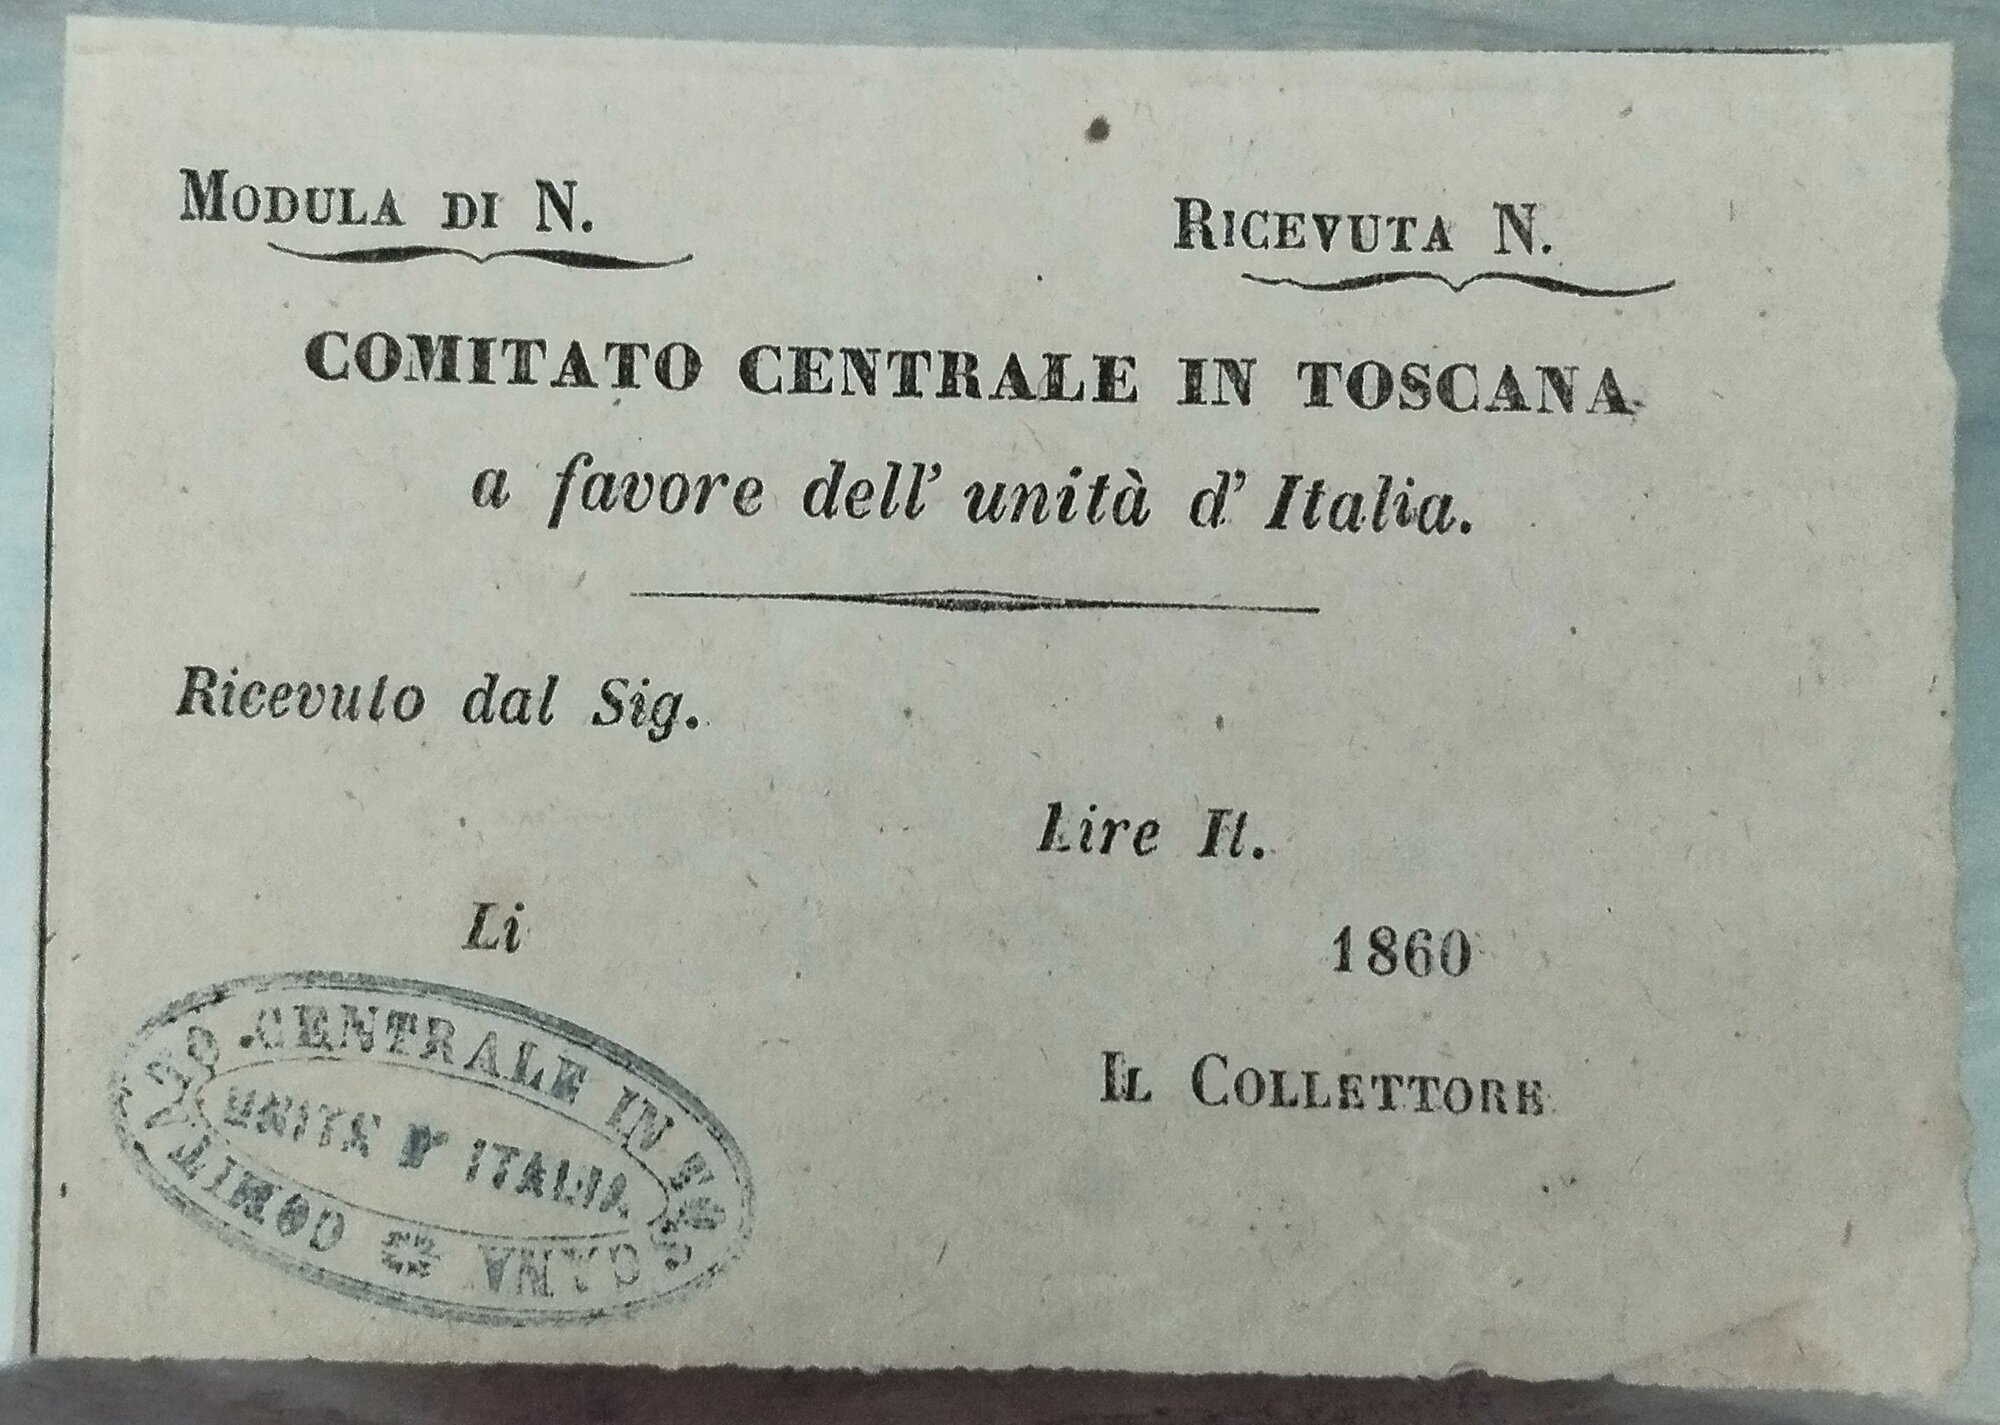 MODULA DI N. RICEVUTA N.
COMITATO CENTRALE IN TOSCANA
a favore dell' unità d' Italia.
Ricevuto dal Sig.
Lire It.
Li 1860
IL COLLETTORE
COMITATO CENTRALE IN TOSCANA
UNITÀ D' ITALIA